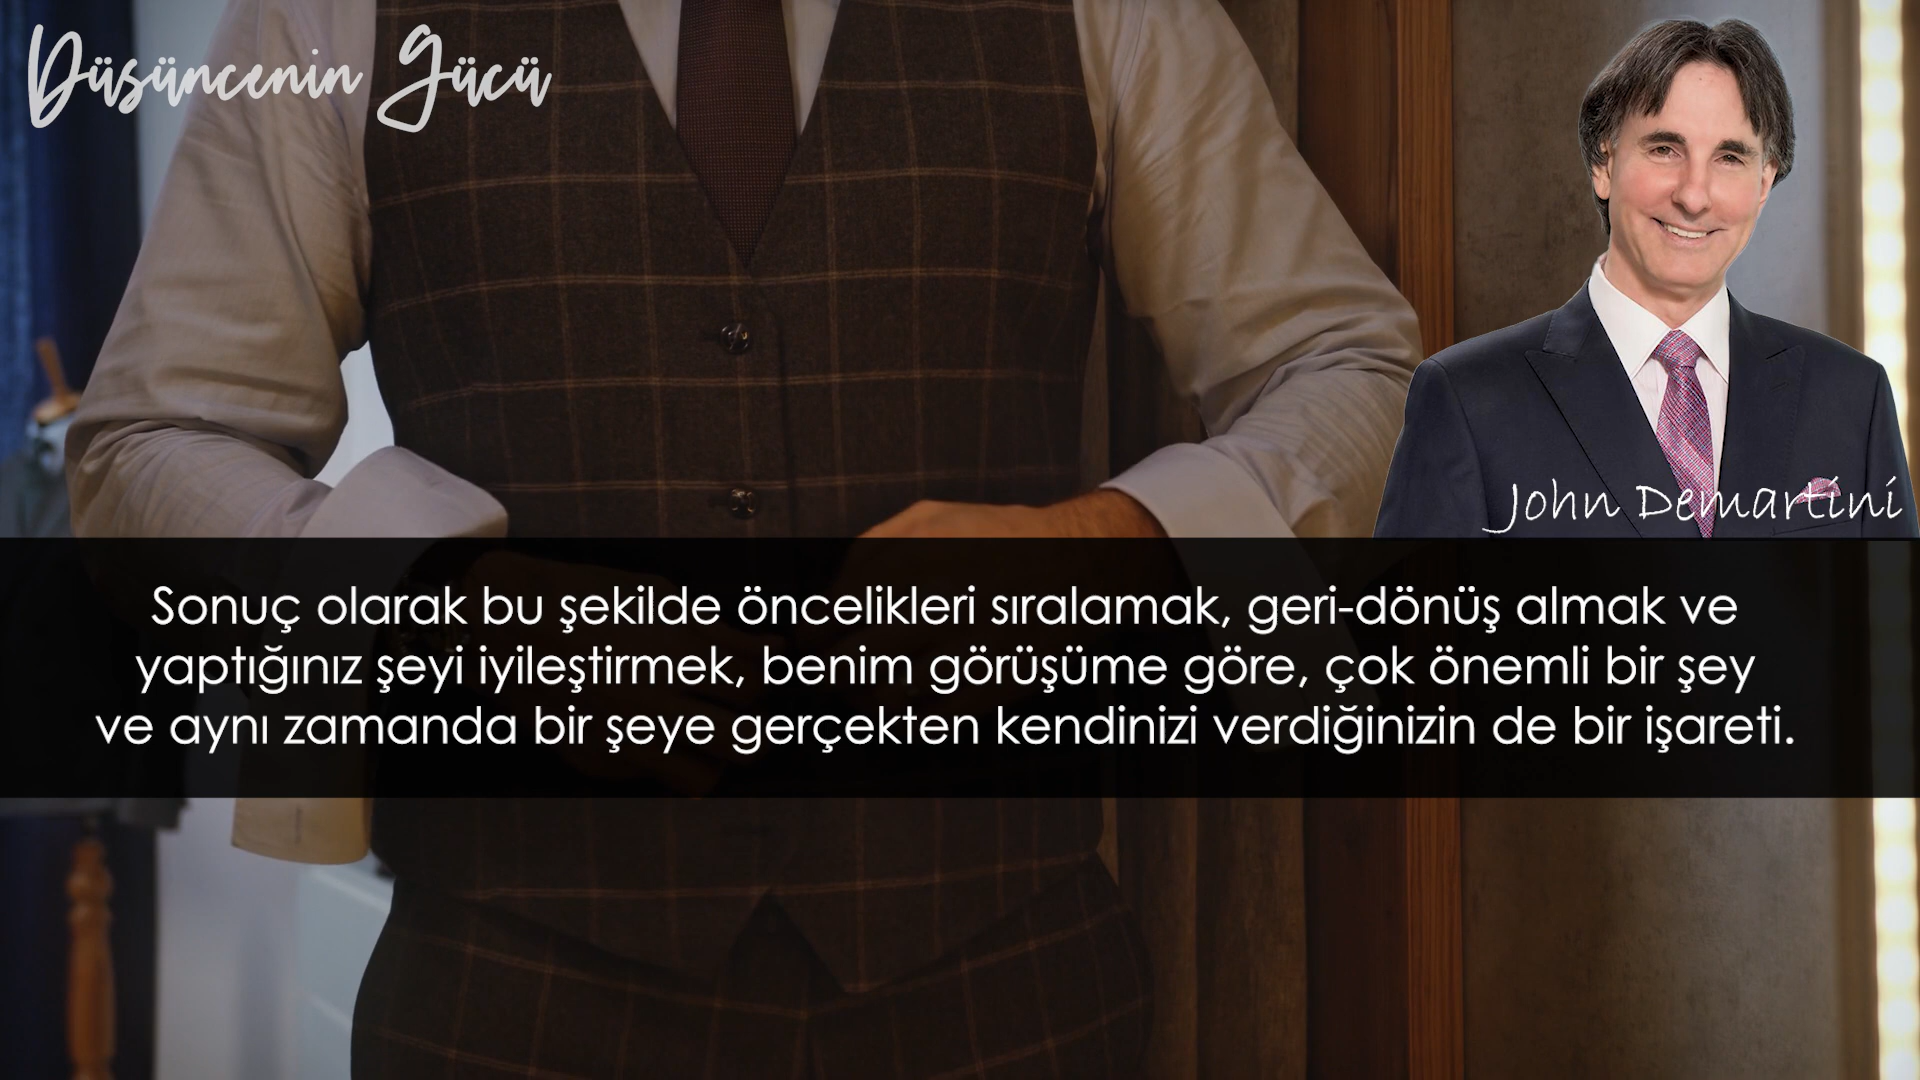 Düsüncenin Gücü
John Demartini
Sonuç olarak bu şekilde öncelikleri sıralamak, geri-dönüş almak ve
yaptığınız şeyi iyileştirmek, benim görüşüme göre, çok önemli bir şey
ve aynı zamanda bir şeye gerçekten kendinizi verdiğinizin de bir işareti.